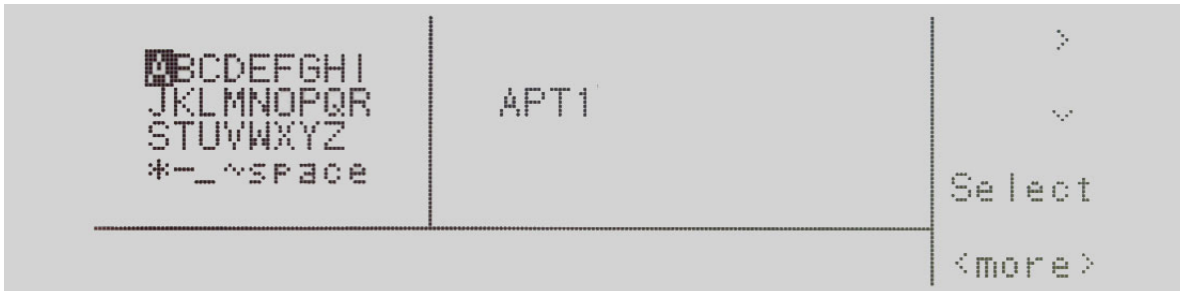 ABCDEFGHI
JKLMNOPQR
STUVWXYZ
*-_~space
APT1
>
⌄
Select
<more>